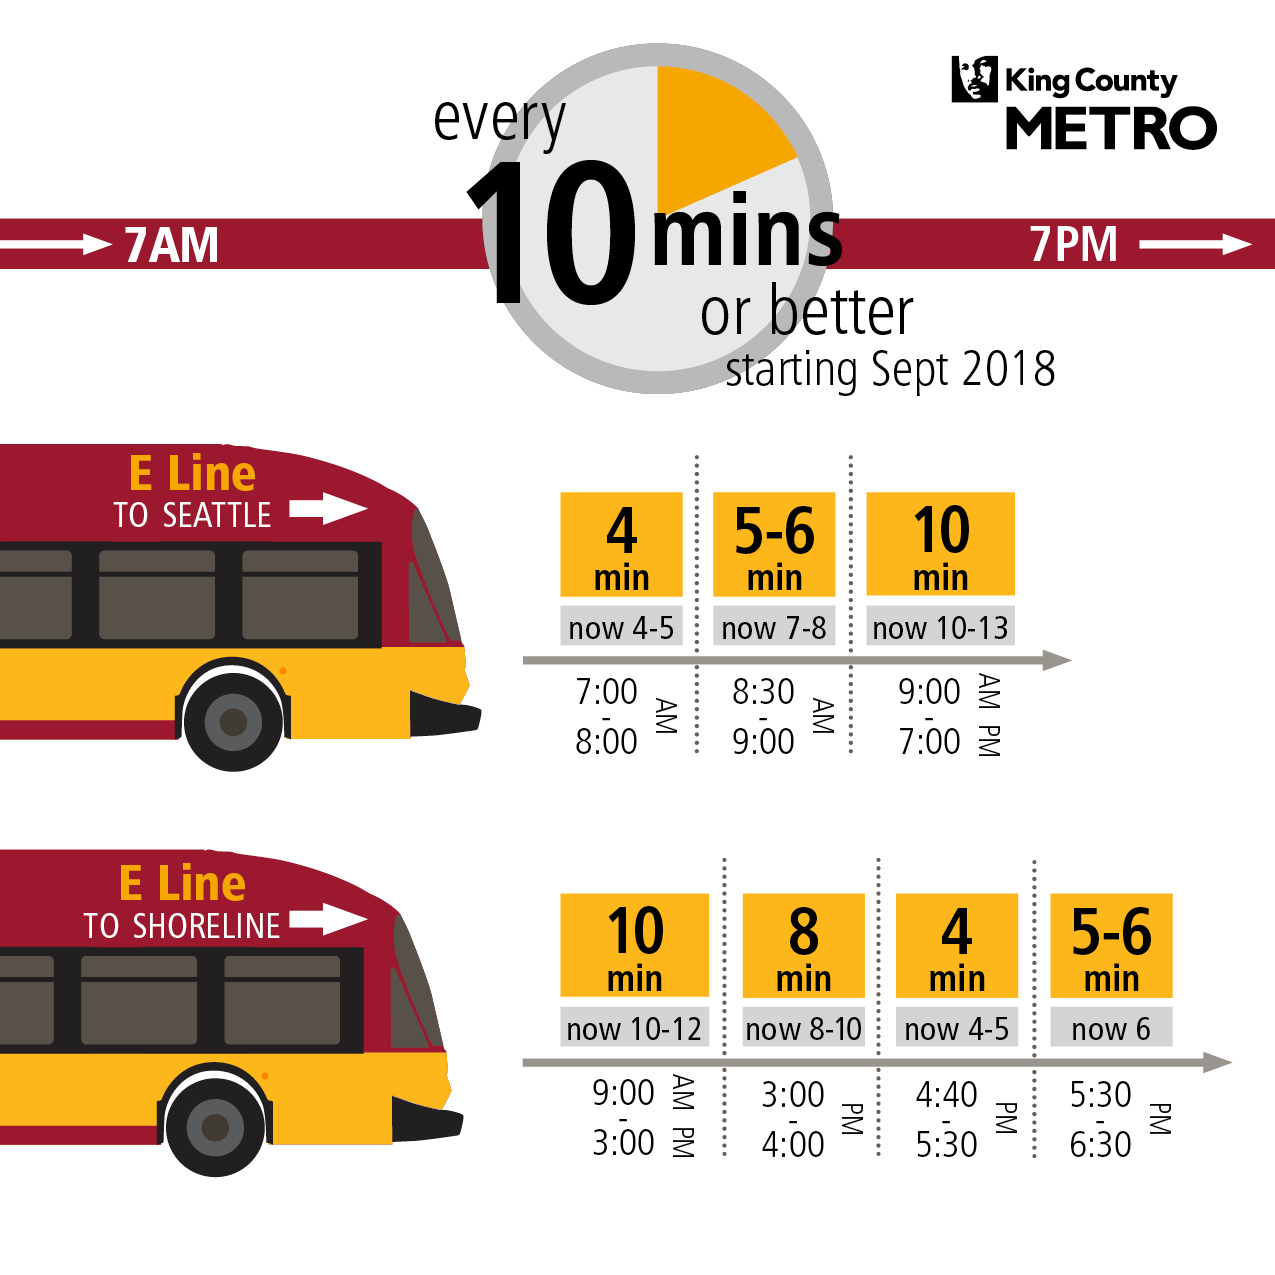 every
10 mins
or better
starting Sept 2018
King County
METRO
7AM
7PM
E Line
TO SEATTLE
4
min
now 4-5
7:00
-
8:00
AM
5-6
min
now 7-8
8:30
-
9:00
AM
10
min
now 10-13
9:00 AM
-
7:00 PM
E Line
TO SHORELINE
10
min
now 10-12
9:00 AM
-
3:00 PM
8
min
now 8-10
3:00
-
4:00
PM
4
min
now 4-5
4:40
-
5:30
PM
5-6
min
now 6
5:30
-
6:30
PM